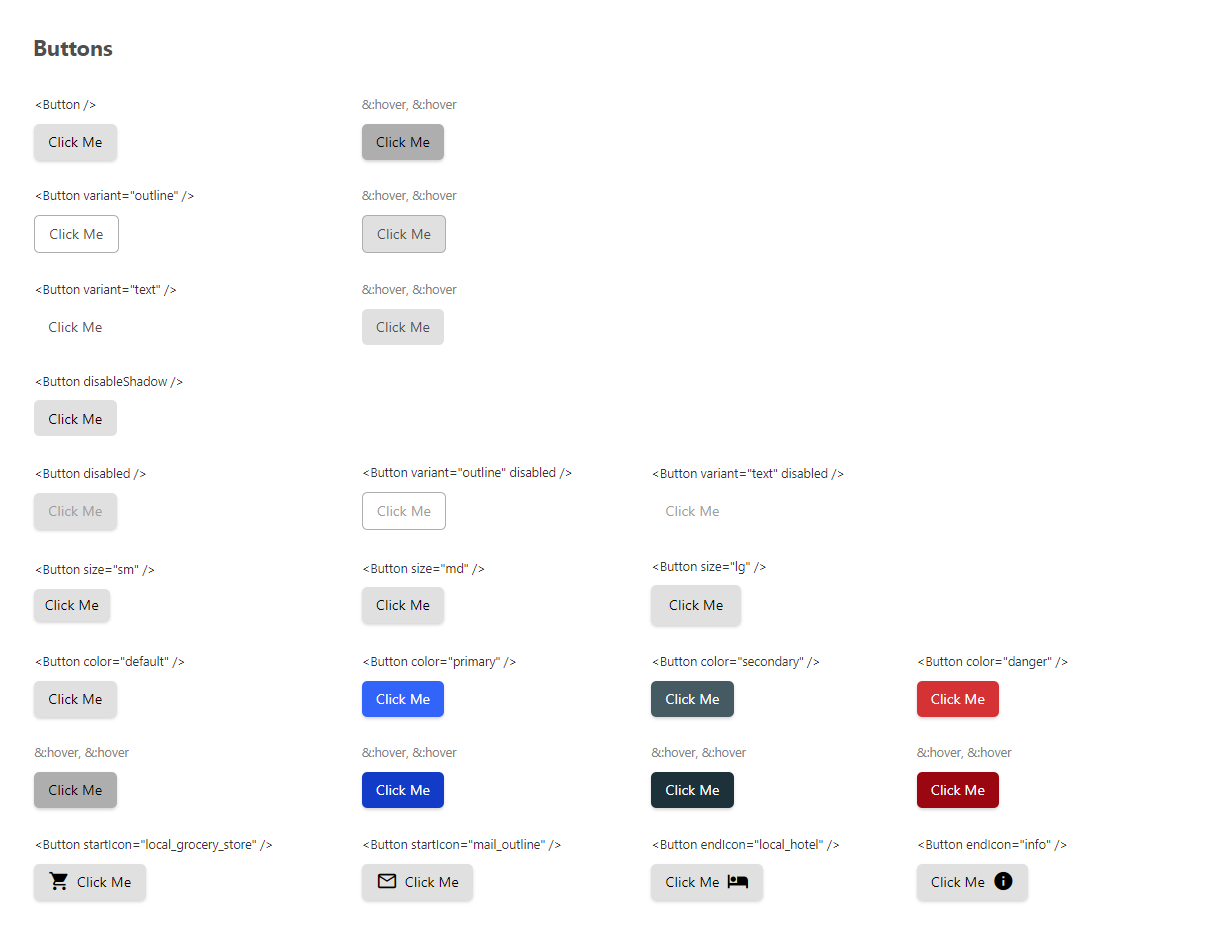 Buttons
<Button />
&:hover, &:hover
Click Me
Click Me
<Button variant="outline" />
&:hover, &:hover
Click Me
Click Me
<Button variant="text" />
&:hover, &:hover
Click Me
Click Me
<Button disableShadow />
Click Me
<Button disabled />
<Button variant="outline" disabled />
<Button variant="text" disabled />
Click Me
Click Me
Click Me
<Button size="sm" />
<Button size="md" />
<Button size="lg" />
Click Me
Click Me
Click Me
<Button color="default" />
<Button color="primary" />
<Button color="secondary" />
<Button color="danger" />
Click Me
Click Me
Click Me
Click Me
&:hover, &:hover
&:hover, &:hover
&:hover, &:hover
&:hover, &:hover
Click Me
Click Me
Click Me
Click Me
<Button startIcon="local_grocery_store" />
<Button startIcon="mail_outline" />
<Button endIcon="local_hotel" />
<Button endIcon="info" />
Click Me
Click Me
Click Me
Click Me